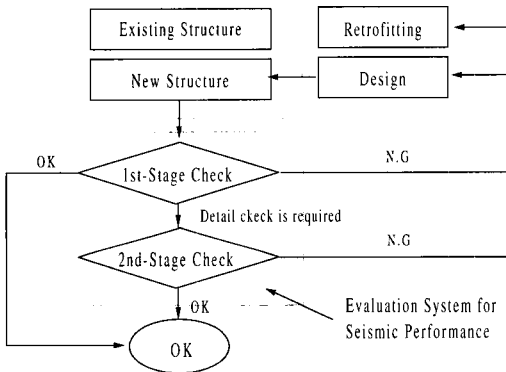 Existing Structure
Retrofitting
New Structure
Design
OK
N.G
1st-Stage Check
Detail ckeck is required
N.G
2nd-Stage Check
OK
Evaluation System for
Seismic Performance
OK